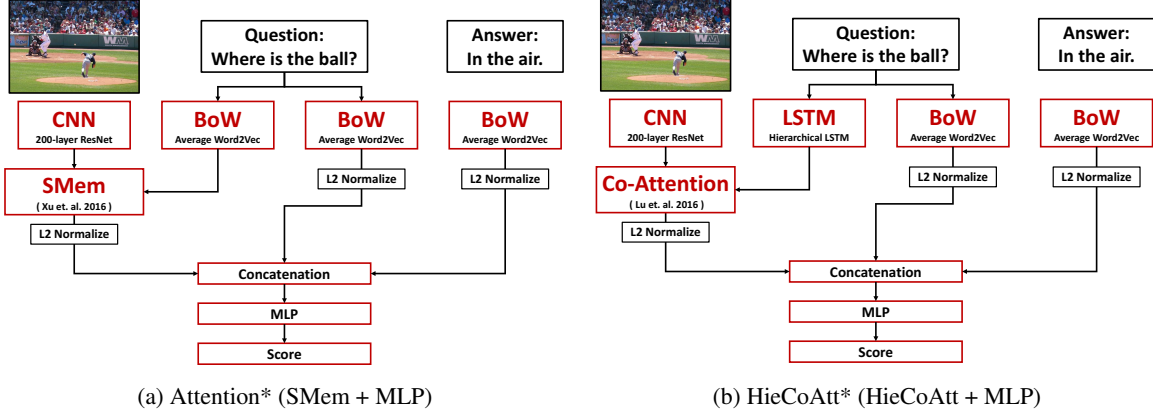 Question:
Where is the ball?
Answer:
In the air.
CNN
200-layer ResNet
BoW
Average Word2Vec
BoW
Average Word2Vec
BoW
Average Word2Vec
SMem
( Xu et. al. 2016 )
L2 Normalize
L2 Normalize
L2 Normalize
Concatenation
MLP
Score
(a) Attention* (SMem + MLP)
Question:
Where is the ball?
Answer:
In the air.
CNN
200-layer ResNet
LSTM
Hierarchical LSTM
BoW
Average Word2Vec
BoW
Average Word2Vec
Co-Attention
( Lu et. al. 2016 )
L2 Normalize
L2 Normalize
L2 Normalize
Concatenation
MLP
Score
(b) HieCoAtt* (HieCoAtt + MLP)